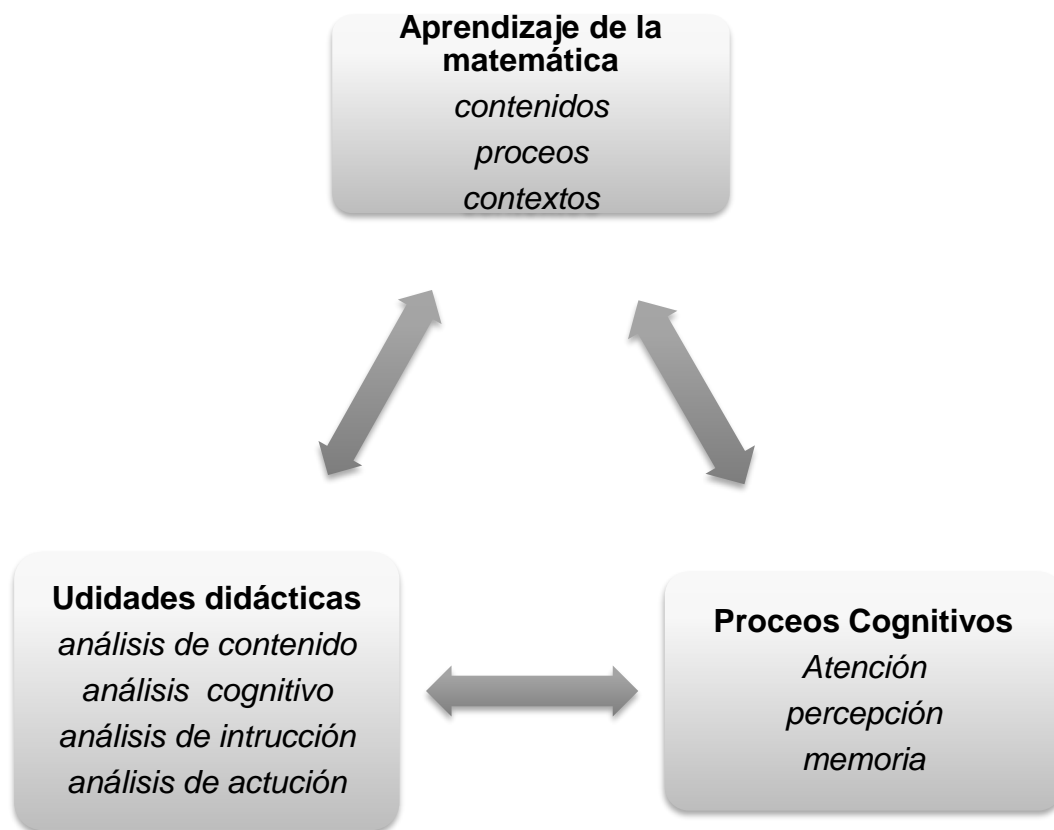 Aprendizaje de la
matemática
contenidos
proceos
contextos
Udidades didácticas
análisis de contenido
análisis cognitivo
análisis de intrucción
análisis de actución
Proceos Cognitivos
Atención
percepción
memoria